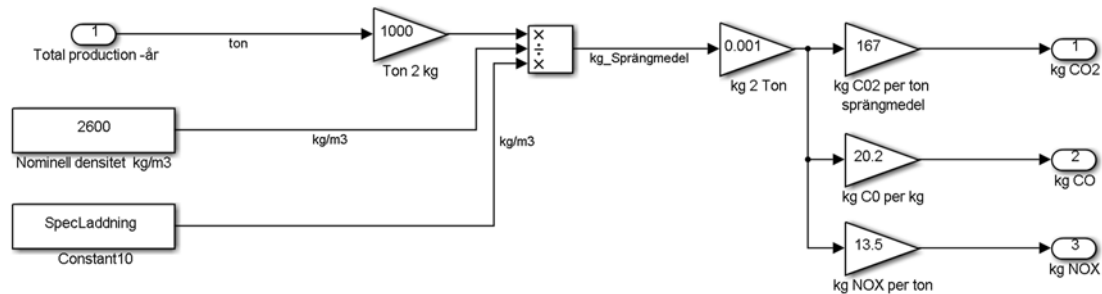 1
Total production -år
ton
1000
Ton 2 kg
×
÷
×
kg_Sprängmedel
0.001
kg 2 Ton
167
kg C02 per ton
sprängmedel
1
kg CO2
2600
Nominell densitet kg/m3
kg/m3
kg/m3
20.2
kg C0 per kg
2
kg CO
SpecLaddning
Constant10
13.5
kg NOX per ton
3
kg NOX